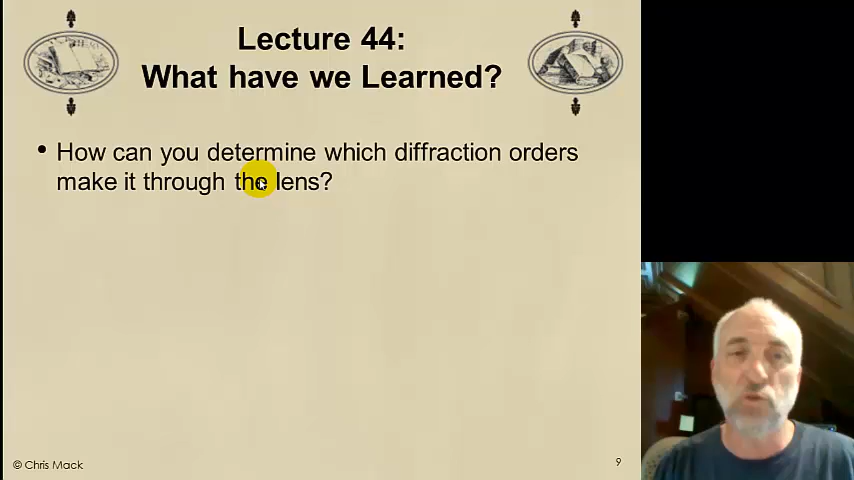 Lecture 44:
What have we Learned?
• How can you determine which diffraction orders
make it through the lens?
© Chris Mack
9